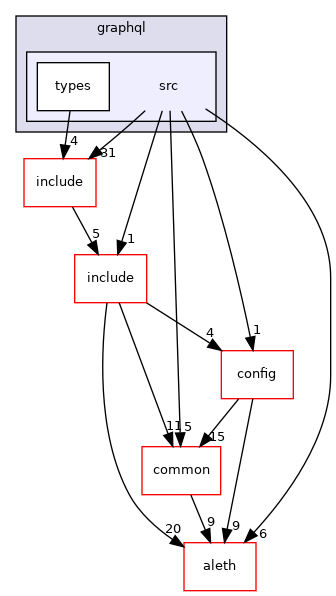 graphql
types
src
4
31
include
5
1
include
4
1
config
11
5
15
common
20
9
9
6
aleth